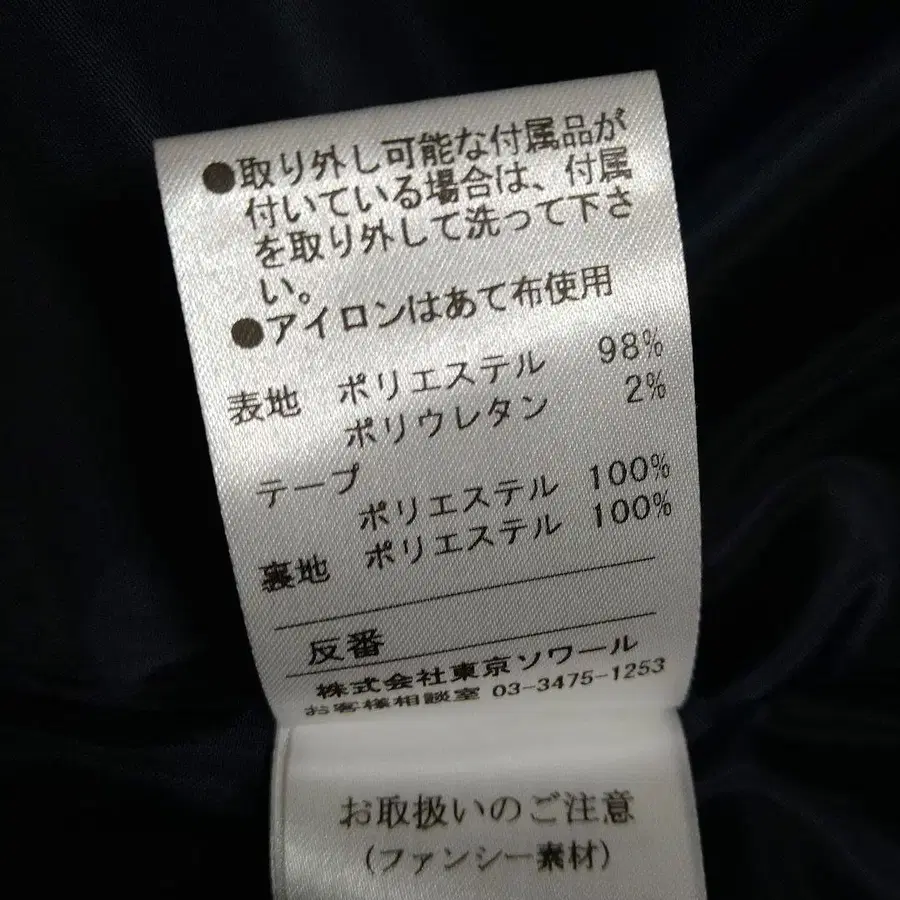 ●取り外し可能な付属品が
付いている場合は、付属
を取り外して洗って下さ
い。
●アイロンはあて布使用
表地 ポリエステル 98%
ポリウレタン 2%
テープ
ポリエステル 100%
裏地 ポリエステル 100%
反番
株式会社東京ソワール
お客様相談室 03-3475-1253
お取扱いのご注意
(ファンシー素材)